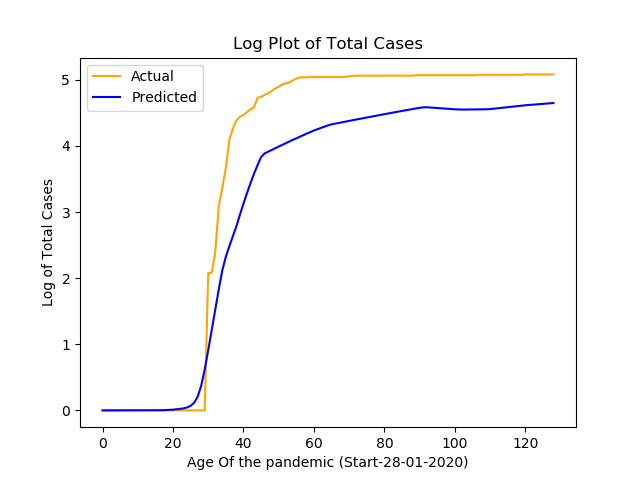 Log Plot of Total Cases
Actual
Predicted
Log of Total Cases
5
4
3
2
1
0
0 20 40 60 80 100 120
Age Of the pandemic (Start-28-01-2020)